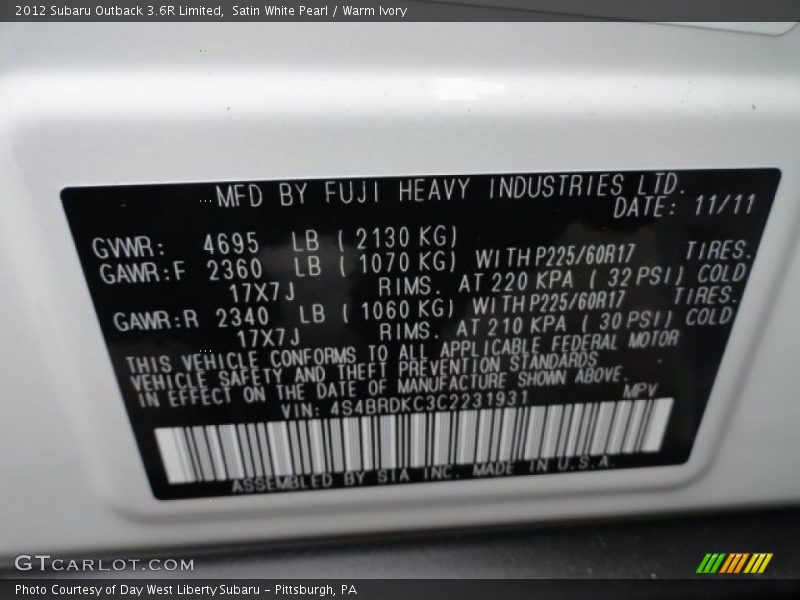 2012 Subaru Outback 3.6R Limited,  Satin White Pearl / Warm Ivory
MFD BY FUJI HEAVY INDUSTRIES LTD.
DATE: 11/11
GVWR: 4695 LB ( 2130 KG)
GAWR:F 2360 LB ( 1070 KG) WITH P225/60R17 TIRES.
17X7J RIMS. AT 220 KPA ( 32 PSI) COLD
GAWR:R 2340 LB ( 1060 KG) WITH P225/60R17 TIRES.
17X7J RIMS. AT 210 KPA ( 30 PSI) COLD
THIS VEHICLE CONFORMS TO ALL APPLICABLE FEDERAL MOTOR
VEHICLE SAFETY AND THEFT PREVENTION STANDARDS
IN EFFECT ON THE DATE OF MANUFACTURE SHOWN ABOVE.
VIN: 4S4BRDKC3C2231931 MPV
ASSEMBLED BY SIA INC. MADE IN U.S.A.
GTCARLOT.COM
Photo Courtesy of Day West Liberty Subaru - Pittsburgh, PA